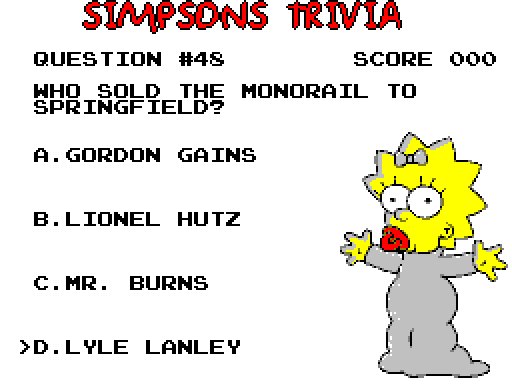 SIMPSONS TRIVIA
QUESTION #48 SCORE 000
WHO SOLD THE MONORAIL TO
SPRINGFIELD?
A.GORDON GAINS
B.LIONEL HUTZ
C.MR. BURNS
>D.LYLE LANLEY